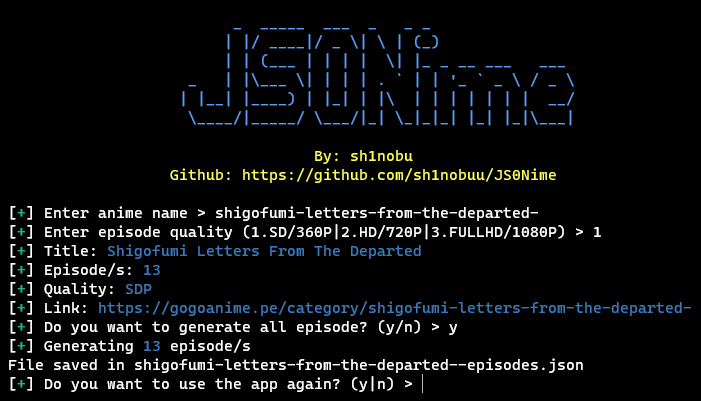 JS0Nime
By: sh1nobu
Github: https://github.com/sh1nobuu/JS0Nime
[+] Enter anime name > shigofumi-letters-from-the-departed-
[+] Enter episode quality (1.SD/360P|2.HD/720P|3.FULLHD/1080P) > 1
[+] Title: Shigofumi Letters From The Departed
[+] Episode/s: 13
[+] Quality: SDP
[+] Link: https://gogoanime.pe/category/shigofumi-letters-from-the-departed-
[+] Do you want to generate all episode? (y/n) > y
[+] Generating 13 episode/s
File saved in shigofumi-letters-from-the-departed--episodes.json
[+] Do you want to use the app again? (y|n) >